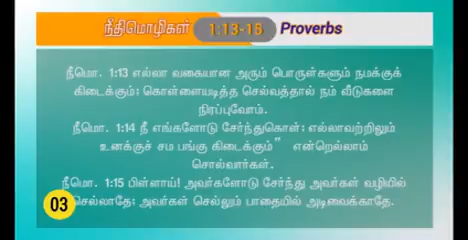 நீதிமொழிகள் 1:13-15 Proverbs
நீமொ. 1:13 எல்லா வகையான அரும் பொருள்களும் நமக்குக்
கிடைக்கும்; கொள்ளையடித்த செல்வத்தால் நம் வீடுகளை
நிரப்புவோம்.
நீமொ. 1:14 நீ எங்களோடு சேர்ந்துகொள்; எல்லாவற்றிலும்
உனக்குச் சம பங்கு கிடைக்கும்” என்றெல்லாம்
சொல்வார்கள்.
நீமொ. 1:15 பிள்ளாய்! அவர்களோடு சேர்ந்து அவர்கள் வழியில்
செல்லாதே; அவர்கள் செல்லும் பாதையில் அடிவைக்காதே.
03